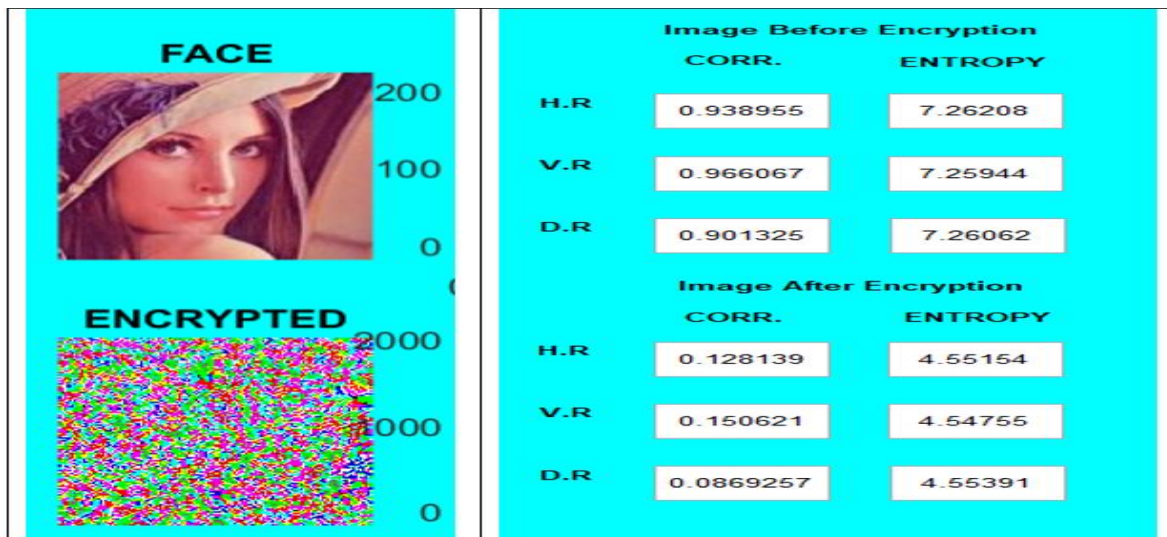 FACE
200
100
0
ENCRYPTED
2000
1000
0
Image Before Encryption
CORR. ENTROPY
H.R 0.938955 7.26208
V.R 0.966067 7.25944
D.R 0.901325 7.26062
Image After Encryption
CORR. ENTROPY
H.R 0.128139 4.55154
V.R 0.150621 4.54755
D.R 0.0869257 4.55391